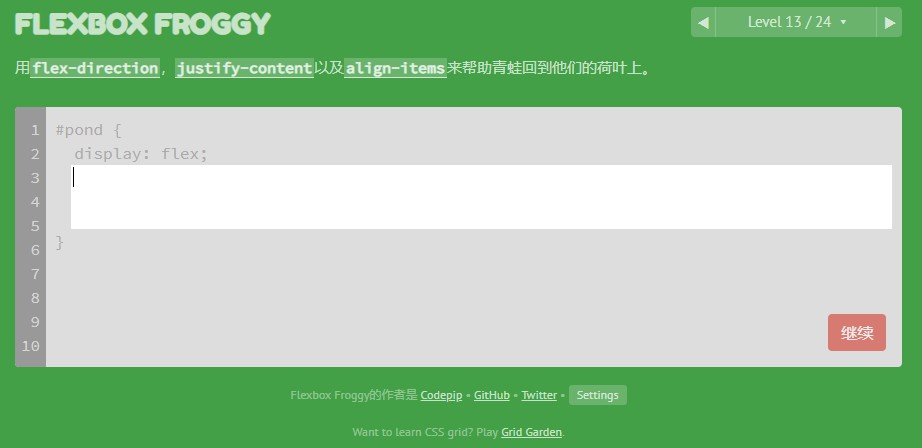 FLEXBOX FROGGY
◀ Level 13 / 24 ▾ ▶
用flex-direction，justify-content以及align-items来帮助青蛙回到他们的荷叶上。
1 #pond {
2 display: flex;
3
4
5
6 }
7
8
9
10
继续
Flexbox Froggy的作者是 Codepip • GitHub • Twitter • Settings
Want to learn CSS grid? Play Grid Garden.